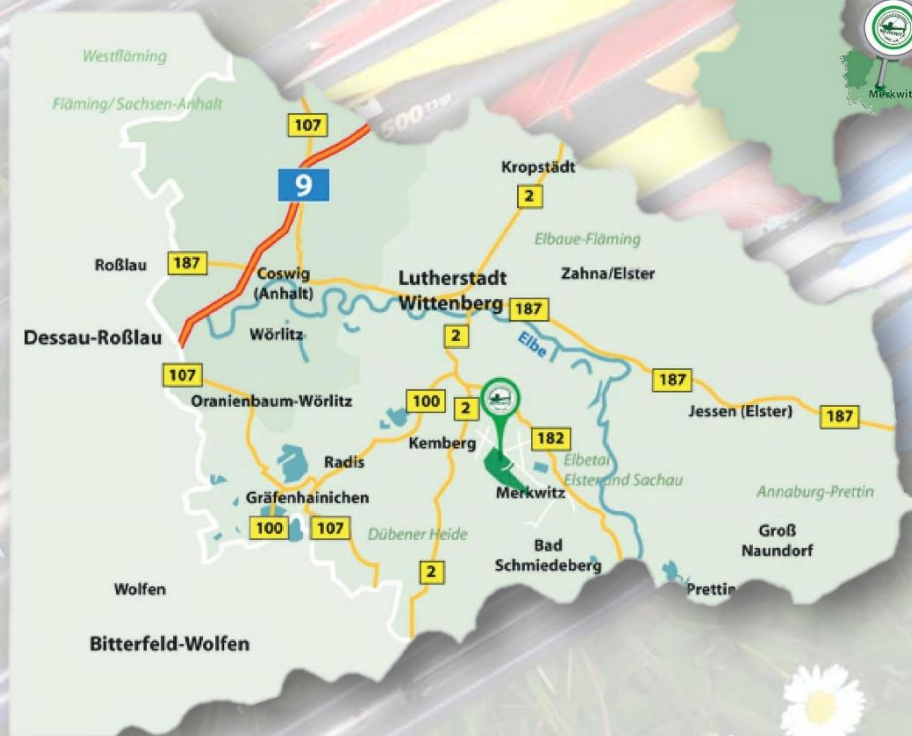 Westfläming
Fläming/ Sachsen-Anhalt
107
500
9
Kropstädt
2
Elbaue-Fläming
Roßlau
187
Coswig
(Anhalt)
Lutherstadt
Wittenberg
Zahna/Elster
187
Dessau-Roßlau
Wörlitz
2
Elbe
107
187
Oranienbaum-Wörlitz
100
2
Jessen (Elster)
187
Kemberg
182
Radis
Elbetal
Elster und Sachau
Merkwitz
Gräfenhainichen
Annaburg-Prettin
100
107
Dübener Heide
Groß
Naundorf
Bad
Schmiedeberg
2
Wolfen
Prettin
Bitterfeld-Wolfen
Merkwit